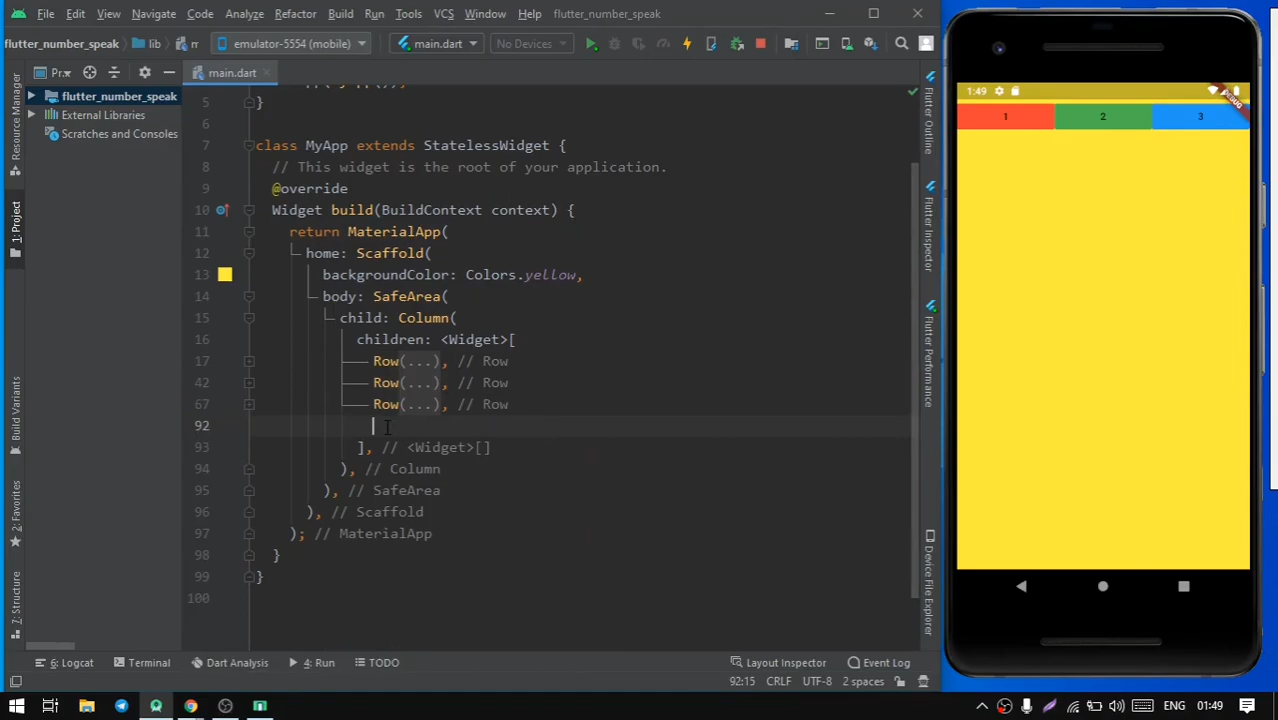 File Edit View Navigate Code Analyze Refactor Build Run Tools VCS Window Help flutter_number_speak
flutter_number_speak lib emulator-5554 (mobile) main.dart No Devices
Pr... main.dart
flutter_number_speak
External Libraries
Scratches and Consoles
Resource Manager
1: Project
Build Variants
2: Favorites
7: Structure
5 }
6
7 class MyApp extends StatelessWidget {
8 // This widget is the root of your application.
9 @override
10 Widget build(BuildContext context) {
11 return MaterialApp(
12 home: Scaffold(
13 backgroundColor: Colors.yellow,
14 body: SafeArea(
15 child: Column(
16 children: <Widget>[
17 Row(...), // Row
42 Row(...), // Row
67 Row(...), // Row
92
93 ], // <Widget>[]
94 ), // Column
95 ), // SafeArea
96 ), // Scaffold
97 ); // MaterialApp
98 }
99 }
100
Flutter Outline
Flutter Inspector
Flutter Performance
Device File Explorer
1:49
DEBUG
1 2 3
6: Logcat Terminal Dart Analysis 4: Run TODO Layout Inspector Event Log
92:15 CRLF UTF-8 2 spaces
ENG 01:49